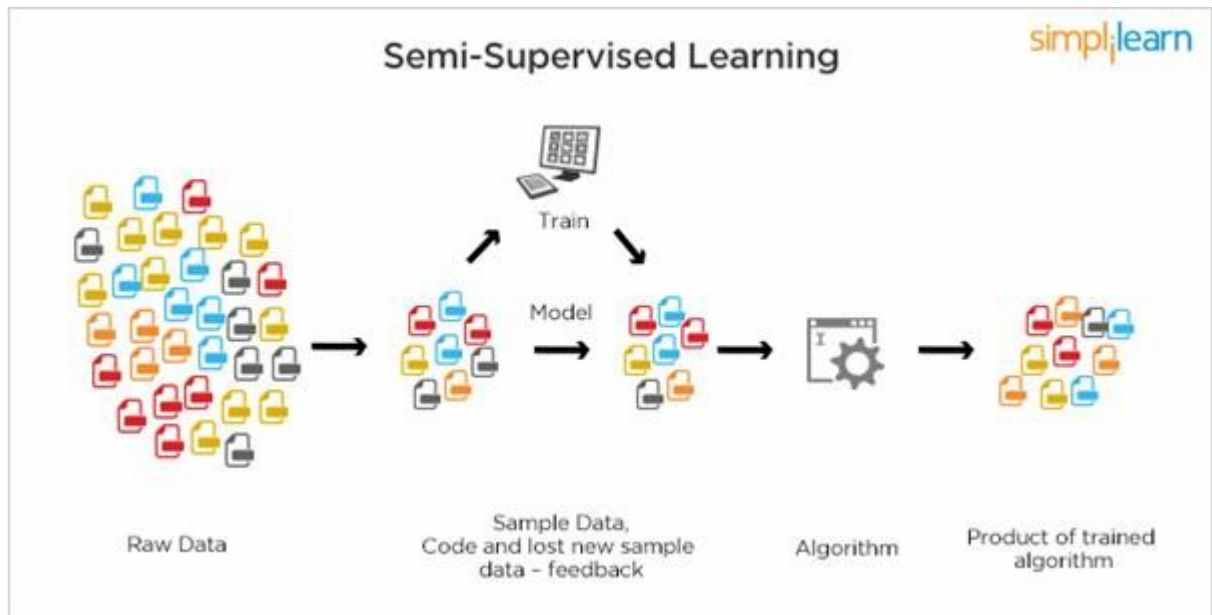 Semi-Supervised Learning
simplilearn
Train
Model
Raw Data
Sample Data,
Code and lost new sample
data – feedback
Algorithm
Product of trained
algorithm